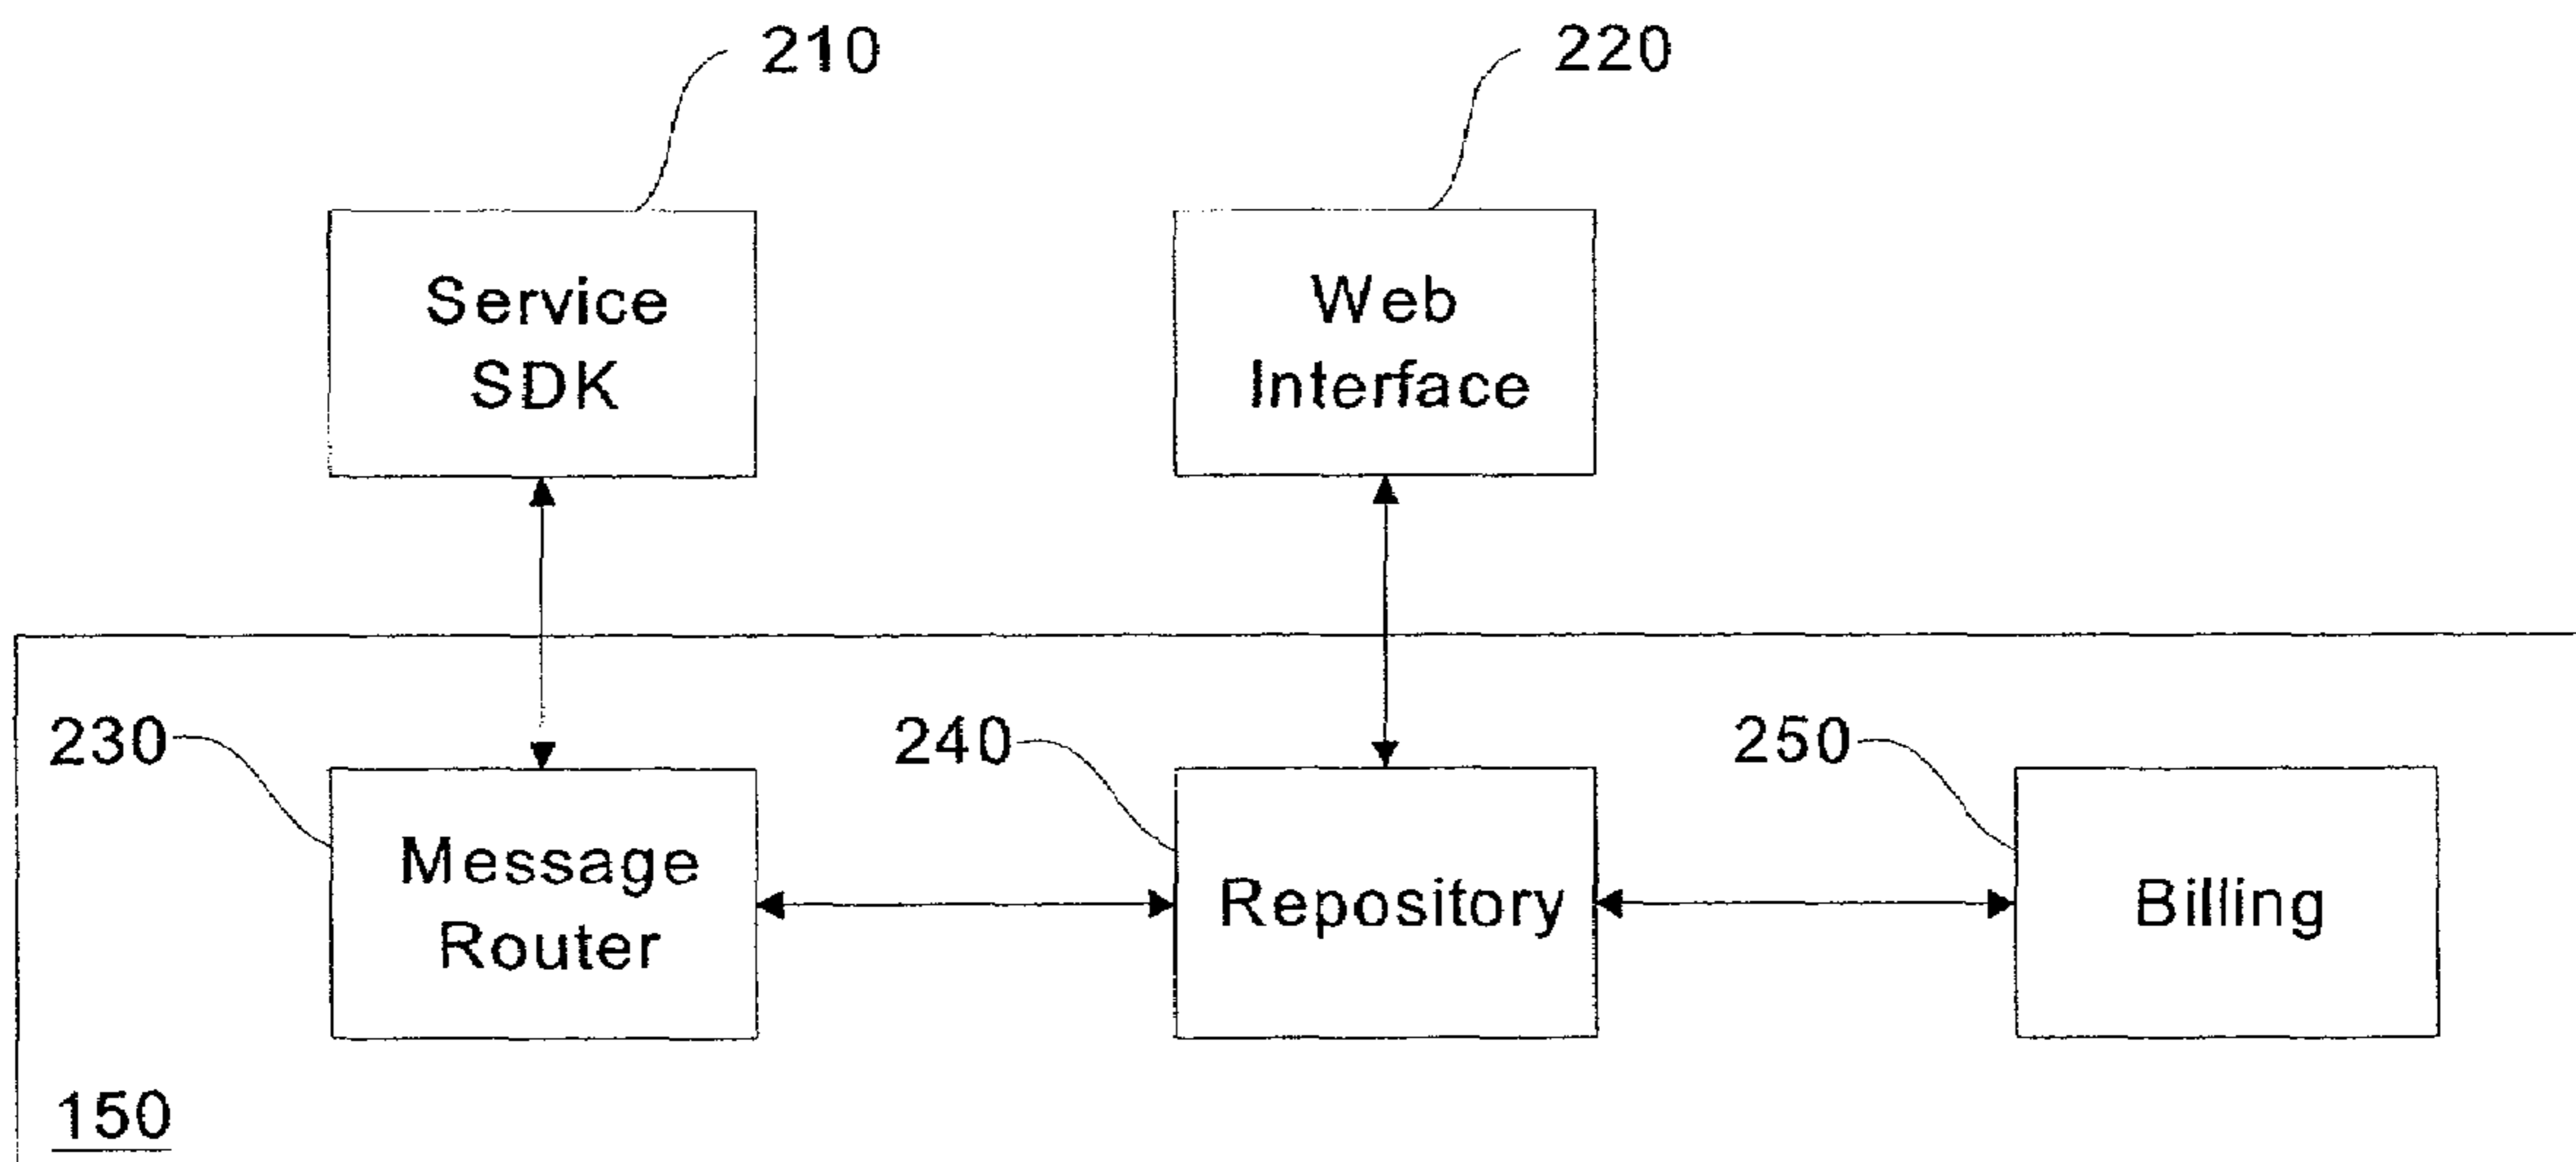 210
220
Service
SDK
Web
Interface
230
240
250
Message
Router
Repository
Billing
150